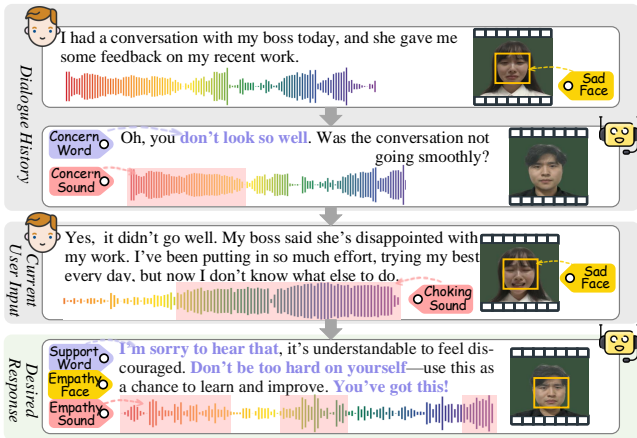 Dialogue History
I had a conversation with my boss today, and she gave me
some feedback on my recent work.
Sad
Face
Concern
Word
Oh, you don't look so well. Was the conversation not
going smoothly?
Concern
Sound
Current
User Input
Yes,  it didn't go well. My boss said she's disappointed with
my work. I've been putting in so much effort, trying my best
every day, but now I don't know what else to do.
Choking
Sound
Sad
Face
Desired
Response
Support
Word
Empathy
Face
Empathy
Sound
I'm sorry to hear that, it's understandable to feel dis-
couraged. Don't be too hard on yourself—use this as
a chance to learn and improve. You've got this!